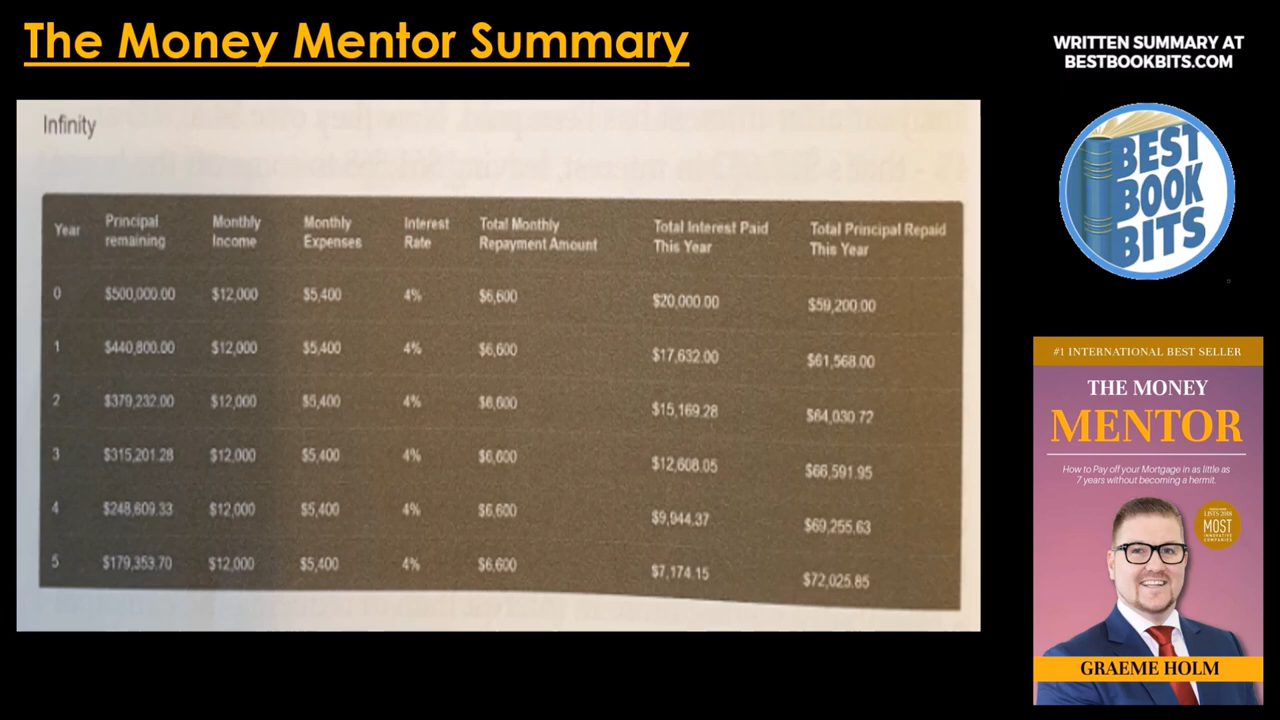 The Money Mentor Summary
WRITTEN SUMMARY AT
BESTBOOKBITS.COM
Infinity
Year Principal remaining Monthly Income Monthly Expenses Interest Rate Total Monthly Repayment Amount Total Interest Paid This Year Total Principal Repaid This Year
0 $500,000.00 $12,000 $5,400 4% $6,600 $20,000.00 $59,200.00
1 $440,800.00 $12,000 $5,400 4% $6,600 $17,632.00 $61,568.00
2 $379,232.00 $12,000 $5,400 4% $6,600 $15,169.28 $64,030.72
3 $315,201.28 $12,000 $5,400 4% $6,600 $12,608.05 $66,591.95
4 $248,609.33 $12,000 $5,400 4% $6,600 $9,944.37 $69,255.63
5 $179,353.70 $12,000 $5,400 4% $6,600 $7,174.15 $72,025.85
BEST
BOOK
BITS
#1 INTERNATIONAL BEST SELLER
THE MONEY
MENTOR
How to Pay off your Mortgage in as little as
7 years without becoming a hermit.
LISTS 2018
MOST
INNOVATIVE
COMPANIES
GRAEME HOLM